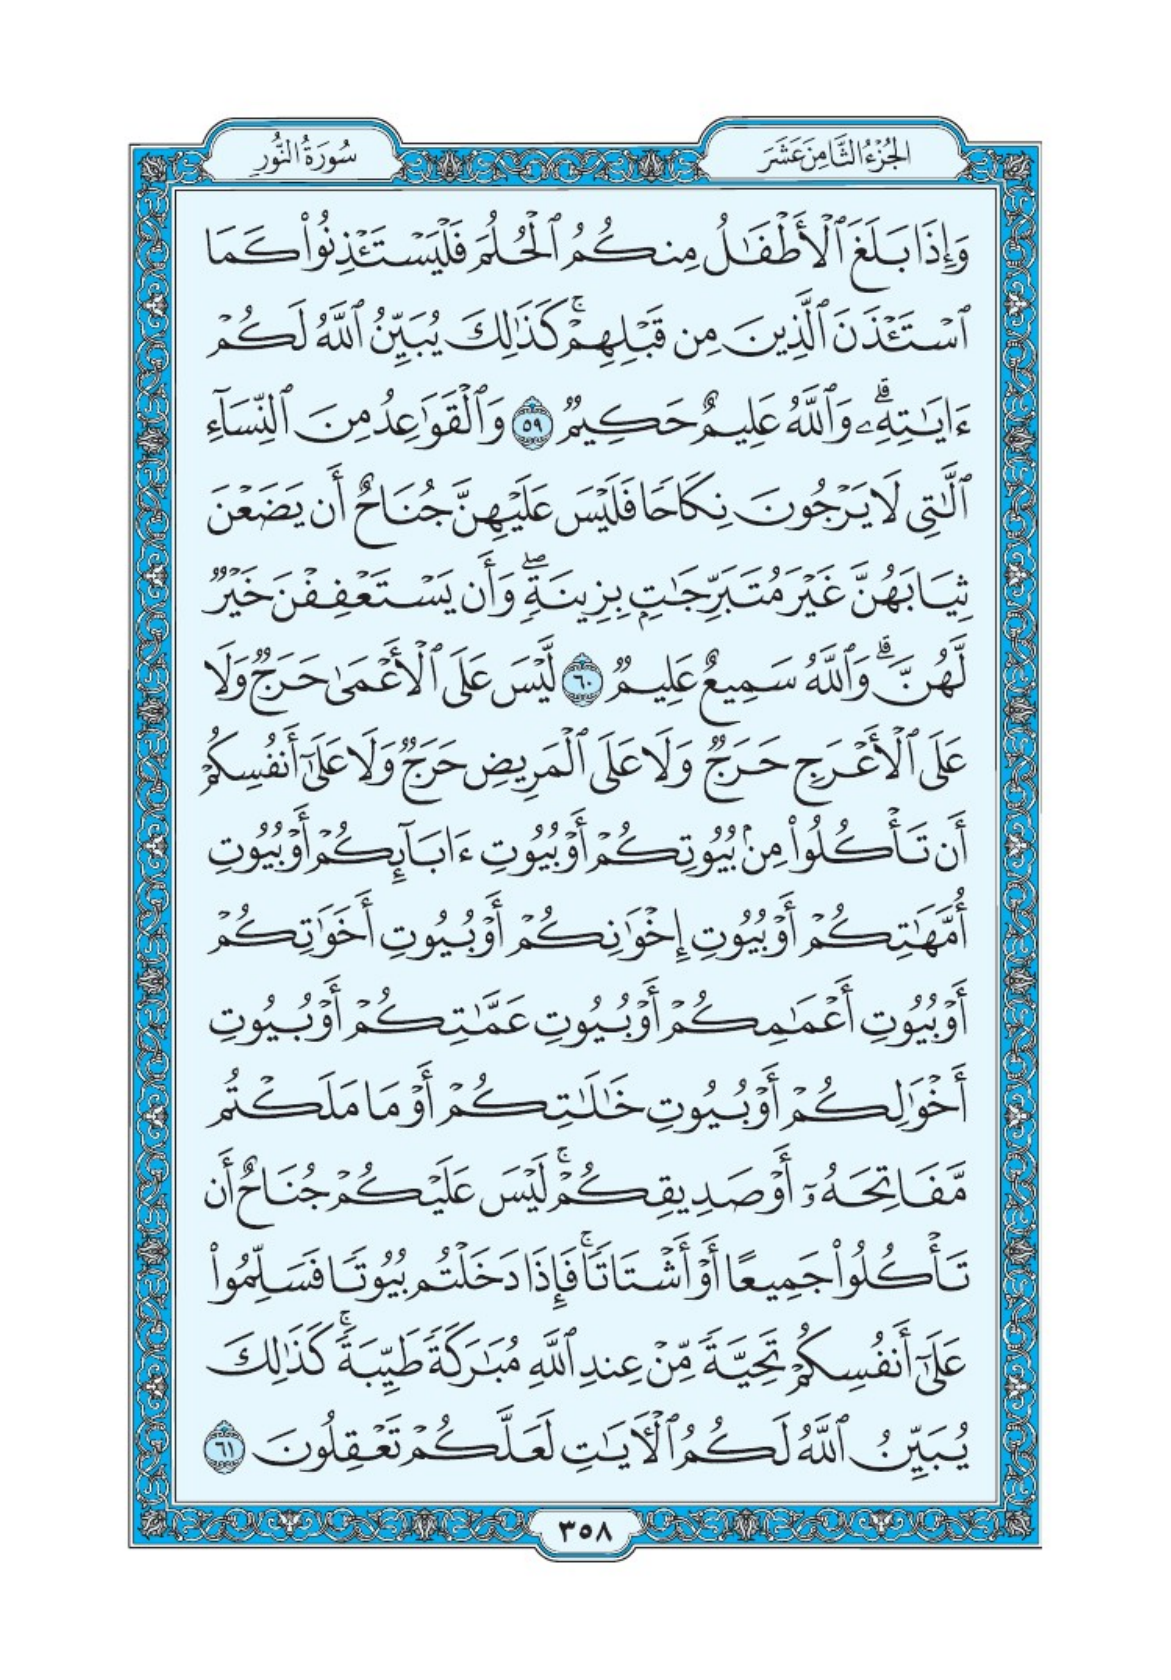 الجُزْءُ الثَّامِنَ عَشَرَ
سُورَةُ النُّورِ
وَإِذَا بَلَغَ ٱلْأَطْفَٰلُ مِنكُمُ ٱلْحُلُمَ فَلْيَسْتَـْٔذِنُوا۟ كَمَا
ٱسْتَـْٔذَنَ ٱلَّذِينَ مِن قَبْلِهِمْ ۚ كَذَٰلِكَ يُبَيِّنُ ٱللَّهُ لَكُمْ
ءَايَٰتِهِۦ ۗ وَٱللَّهُ عَلِيمٌ حَكِيمٌ ٥٩ وَٱلْقَوَٰعِدُ مِنَ ٱلنِّسَآءِ
ٱلَّٰتِى لَا يَرْجُونَ نِكَاحًا فَلَيْسَ عَلَيْهِنَّ جُنَاحٌ أَن يَضَعْنَ
ثِيَابَهُنَّ غَيْرَ مُتَبَرِّجَٰتٍۭ بِزِينَةٍ ۖ وَأَن يَسْتَعْفِفْنَ خَيْرٌ
لَّهُنَّ ۗ وَٱللَّهُ سَمِيعٌ عَلِيمٌ ٦٠ لَّيْسَ عَلَى ٱلْأَعْمَىٰ حَرَجٌ وَلَا
عَلَى ٱلْأَعْرَجِ حَرَجٌ وَلَا عَلَى ٱلْمَرِيضِ حَرَجٌ وَلَا عَلَىٰٓ أَنفُسِكُمْ
أَن تَأْكُلُوا۟ مِنۢ بُيُوتِكُمْ أَوْ بُيُوتِ ءَابَآئِكُمْ أَوْ بُيُوتِ
أُمَّهَٰتِكُمْ أَوْ بُيُوتِ إِخْوَٰنِكُمْ أَوْ بُيُوتِ أَخَوَٰتِكُمْ
أَوْ بُيُوتِ أَعْمَٰمِكُمْ أَوْ بُيُوتِ عَمَّٰتِكُمْ أَوْ بُيُوتِ
أَخْوَٰلِكُمْ أَوْ بُيُوتِ خَٰلَٰتِكُمْ أَوْ مَا مَلَكْتُم
مَّفَاتِحَهُۥٓ أَوْ صَدِيقِكُمْ ۚ لَيْسَ عَلَيْكُمْ جُنَاحٌ أَن
تَأْكُلُوا۟ جَمِيعًا أَوْ أَشْتَاتًا ۚ فَإِذَا دَخَلْتُم بُيُوتًا فَسَلِّمُوا۟
عَلَىٰٓ أَنفُسِكُمْ تَحِيَّةً مِّنْ عِندِ ٱللَّهِ مُبَٰرَكَةً طَيِّبَةً ۚ كَذَٰلِكَ
يُبَيِّنُ ٱللَّهُ لَكُمُ ٱلْءَايَٰتِ لَعَلَّكُمْ تَعْقِلُونَ ٦١
٣٥٨